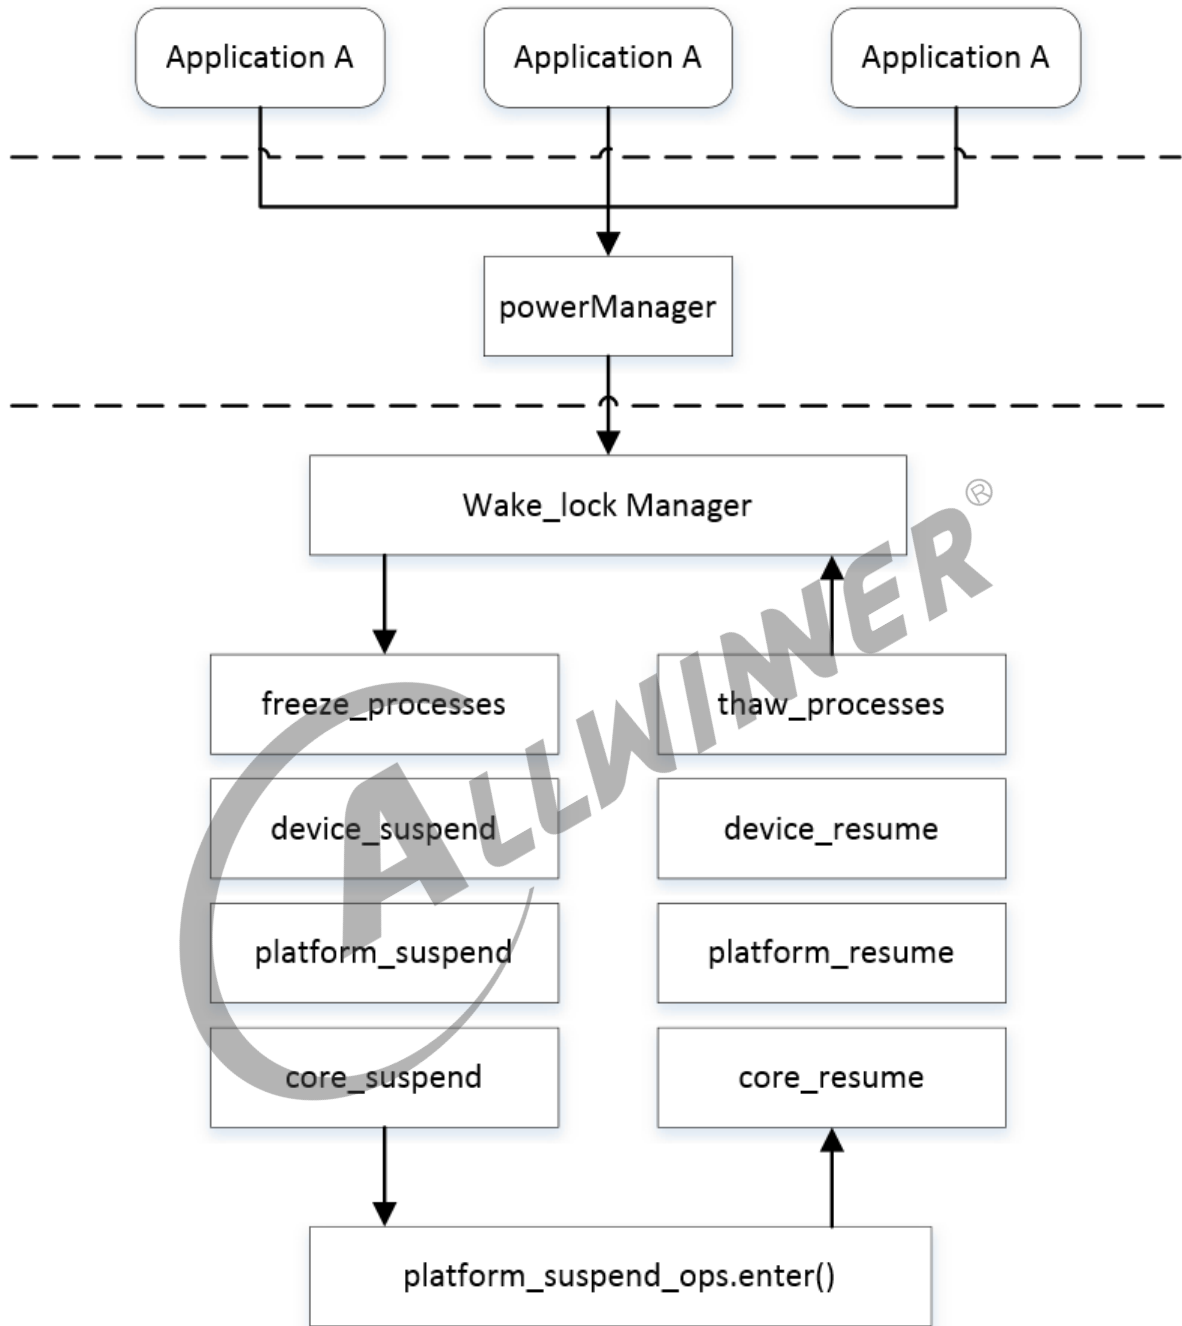 Application A
Application A
Application A
powerManager
Wake_lock Manager
freeze_processes
thaw_processes
device_suspend
device_resume
platform_suspend
platform_resume
core_suspend
core_resume
platform_suspend_ops.enter()
ALLWINNER®